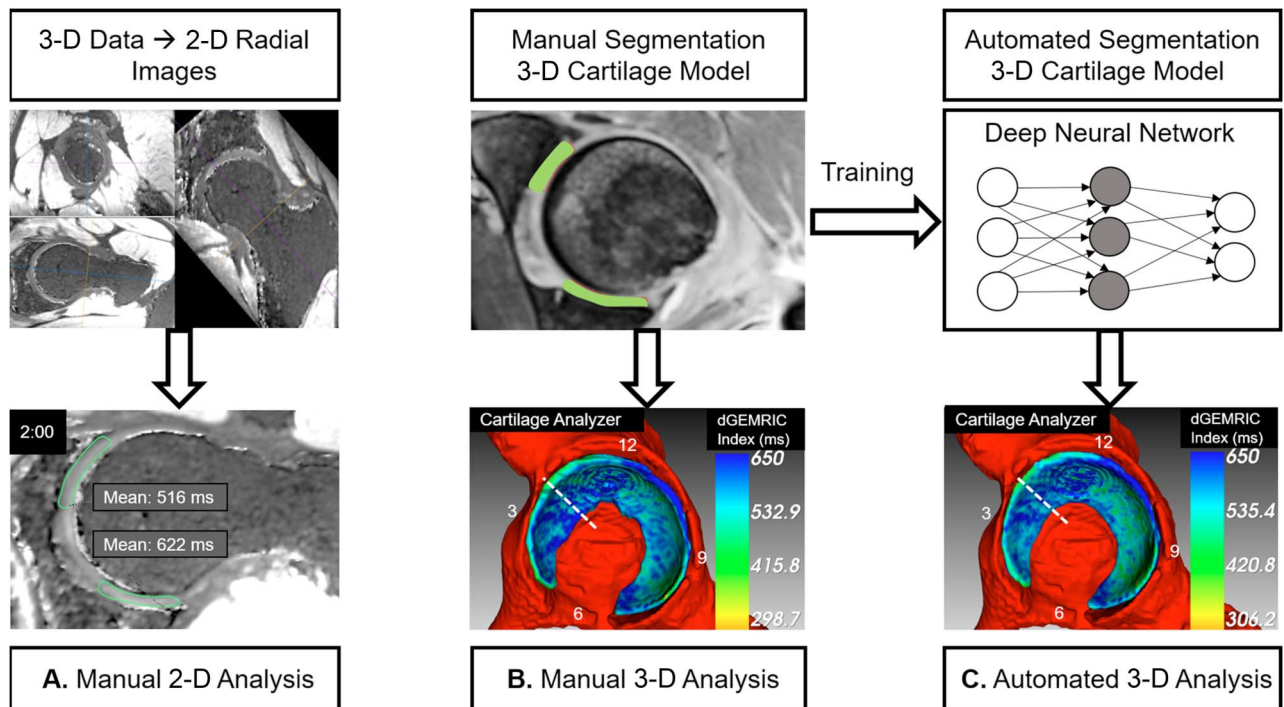 3-D Data → 2-D Radial
Images
Manual Segmentation
3-D Cartilage Model
Automated Segmentation
3-D Cartilage Model
Training
Deep Neural Network
2:00
Mean: 516 ms
Mean: 622 ms
Cartilage Analyzer
dGEMRIC
Index (ms)
12
3
9
6
650
532.9
415.8
298.7
Cartilage Analyzer
dGEMRIC
Index (ms)
12
3
9
6
650
535.4
420.8
306.2
A. Manual 2-D Analysis
B. Manual 3-D Analysis
C. Automated 3-D Analysis